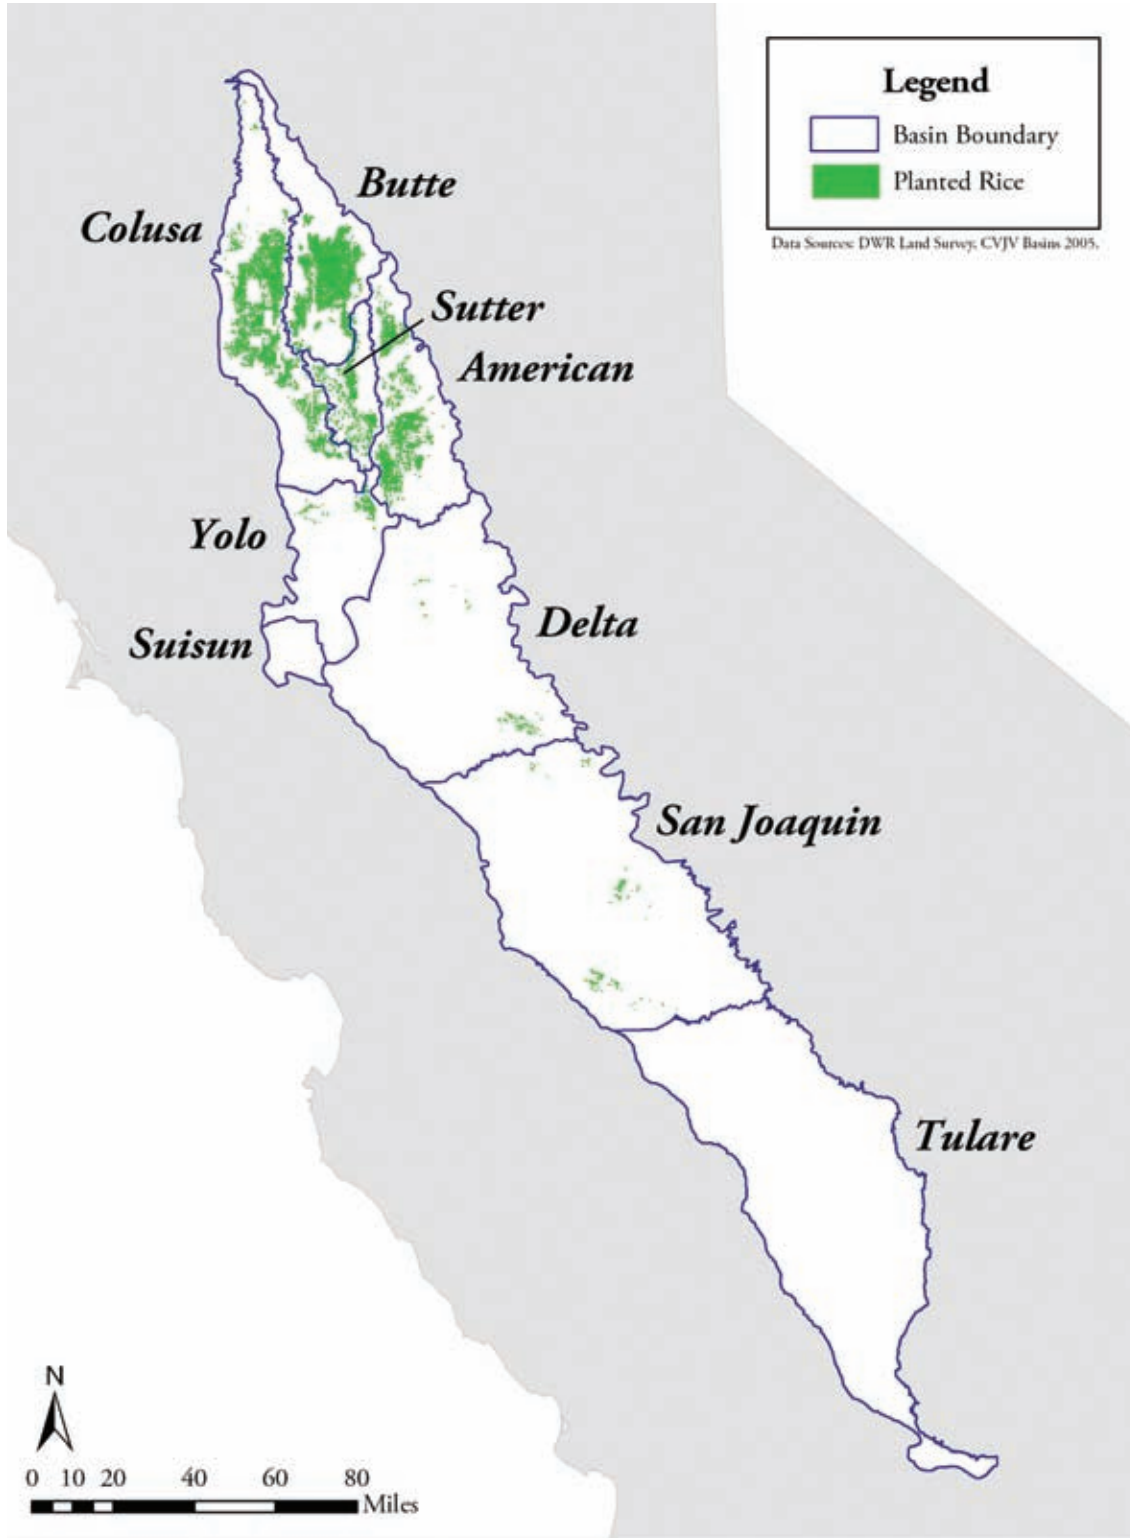 Legend
Basin Boundary
Planted Rice
Data Sources: DWR Land Survey, CVJV Basins 2005.
Butte
Colusa
Sutter
American
Yolo
Suisun
Delta
San Joaquin
Tulare
N
0 10 20 40 60 80
Miles